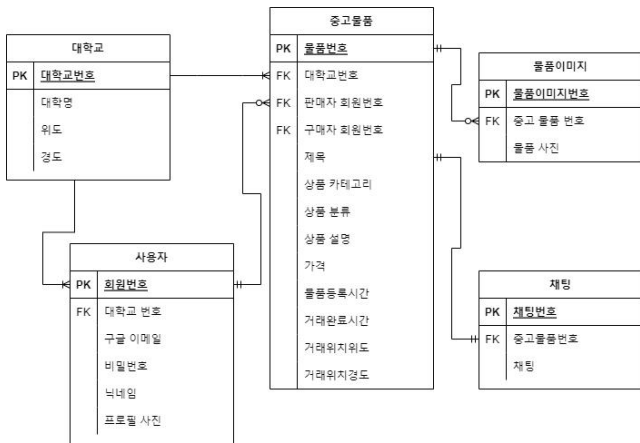 대학교
PK 대학교번호
대학명
위도
경도
사용자
PK 회원번호
FK 대학교 번호
구글 이메일
비밀번호
닉네임
프로필 사진
중고물품
PK 물품번호
FK 대학교번호
FK 판매자 회원번호
FK 구매자 회원번호
제목
상품 카테고리
상품 분류
상품 설명
가격
물품등록시간
거래완료시간
거래위치위도
거래위치경도
물품이미지
PK 물품이미지번호
FK 중고 물품 번호
물품 사진
채팅
PK 채팅번호
FK 중고물품번호
채팅